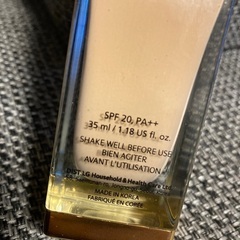 SPF 20, PA++
35 ml / 1.18 US fl. oz.
SHAKE WELL BEFORE USE
BIEN AGITER
AVANT L'UTILISATION
LG Household & Health
MADE IN KOREA
FABRIQUÉ EN CORÉE